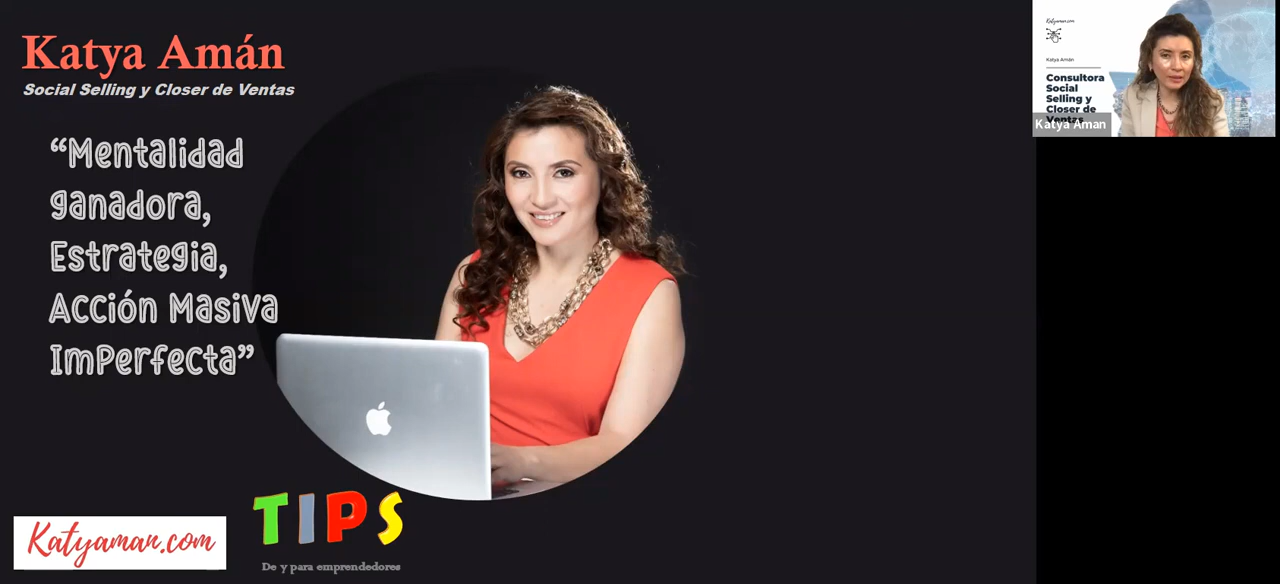 Katya Amán
Social Selling y Closer de Ventas
“Mentalidad
ganadora,
Estrategia,
Acción Masiva
ImPerfecta”
Katyaman.com
TIPS
De y para emprendedores
Katyaman.com
Katya Amán
Consultora
Social
Selling y
Closer de
Ventas
Katya Aman